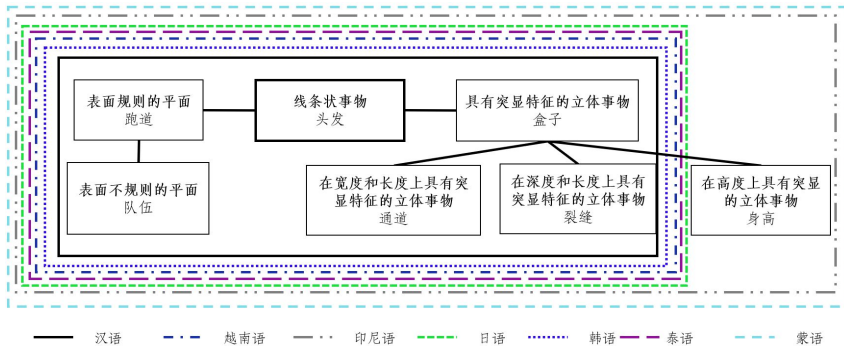 表面规则的平面
跑道
线条状事物
头发
具有突显特征的立体事物
盒子
表面不规则的平面
队伍
在宽度和长度上具有突
显特征的立体事物
通道
在深度和长度上具有
突显特征的立体事物
裂缝
在高度上具有突显
的立体事物
身高
汉语 越南语 印尼语 日语 韩语 泰语 蒙语